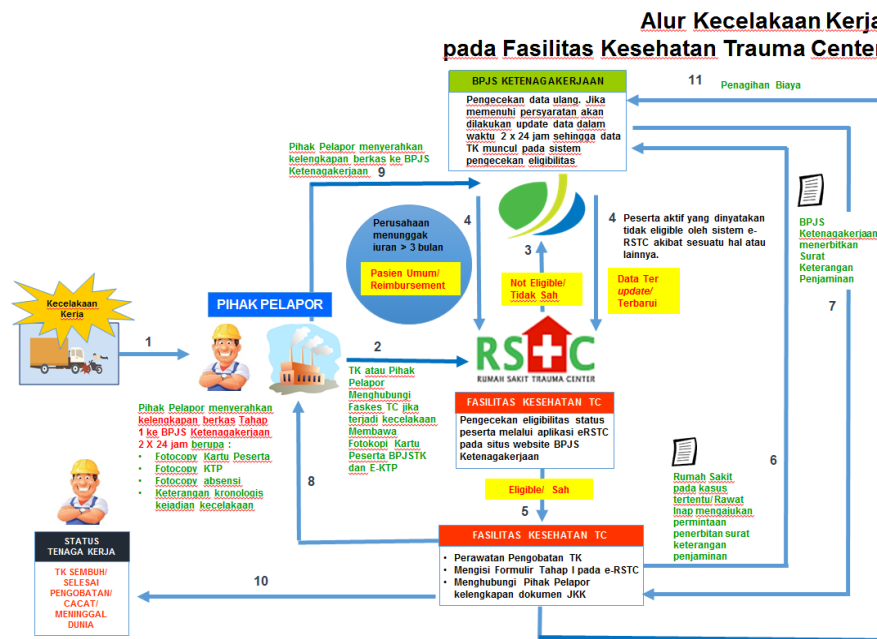 Alur Kecelakaan Kerja
pada Fasilitas Kesehatan Trauma Center
BPJS KETENAGAKERJAAN
Pengecekan data ulang. Jika
memenuhi persyaratan akan
dilakukan update data dalam
waktu 2 x 24 jam sehingga data
TK muncul pada sistem
pengecekan eligibilitas
11
Penagihan Biaya
Pihak Pelapor menyerahkan
kelengkapan berkas ke BPJS
Ketenagakerjaan
9
Perusahaan
menunggak
iuran > 3 bulan
Pasien Umum/
Reimbursement
4
3
4
Peserta aktif yang dinyatakan
tidak eligible oleh sistem e-
RSTC akibat sesuatu hal atau
lainnya.
Not Eligible/
Tidak Sah
Data Ter
update/
Terbarui
BPJS
Ketenagakerjaan
menerbitkan
Surat
Keterangan
Penjaminan
7
Kecelakaan
Kerja
1
PIHAK PELAPOR
2
TK atau Pihak
Pelapor
Menghubungi
Faskes TC jika
terjadi kecelakaan
Membawa
Fotokopi Kartu
Peserta BPJSTK
dan E-KTP
RSTC
RUMAH SAKIT TRAUMA CENTER
FASILITAS KESEHATAN TC
Pengecekan eligibilitas status
peserta melalui aplikasi eRSTC
pada situs website BPJS
Ketenagakerjaan
Pihak Pelapor menyerahkan
kelengkapan berkas Tahap
1 ke BPJS Ketenagakerjaan
2 X 24 jam berupa :
• Fotocopy Kartu Peserta
• Fotocopy KTP
• Fotocopy absensi
• Keterangan kronologis
kejadian kecelakaan
8
Eligible/ Sah
5
6
Rumah Sakit
pada kasus
tertentu/Rawat
Inap mengajukan
permintaan
penerbitan surat
keterangan
penjaminan
FASILITAS KESEHATAN TC
• Perawatan Pengobatan TK
• Mengisi Formulir Tahap I pada e-RSTC
• Menghubungi Pihak Pelapor
kelengkapan dokumen JKK
10
STATUS
TENAGA KERJA
TK SEMBUH/
SELESAI
PENGOBATAN/
CACAT/
MENINGGAL
DUNIA